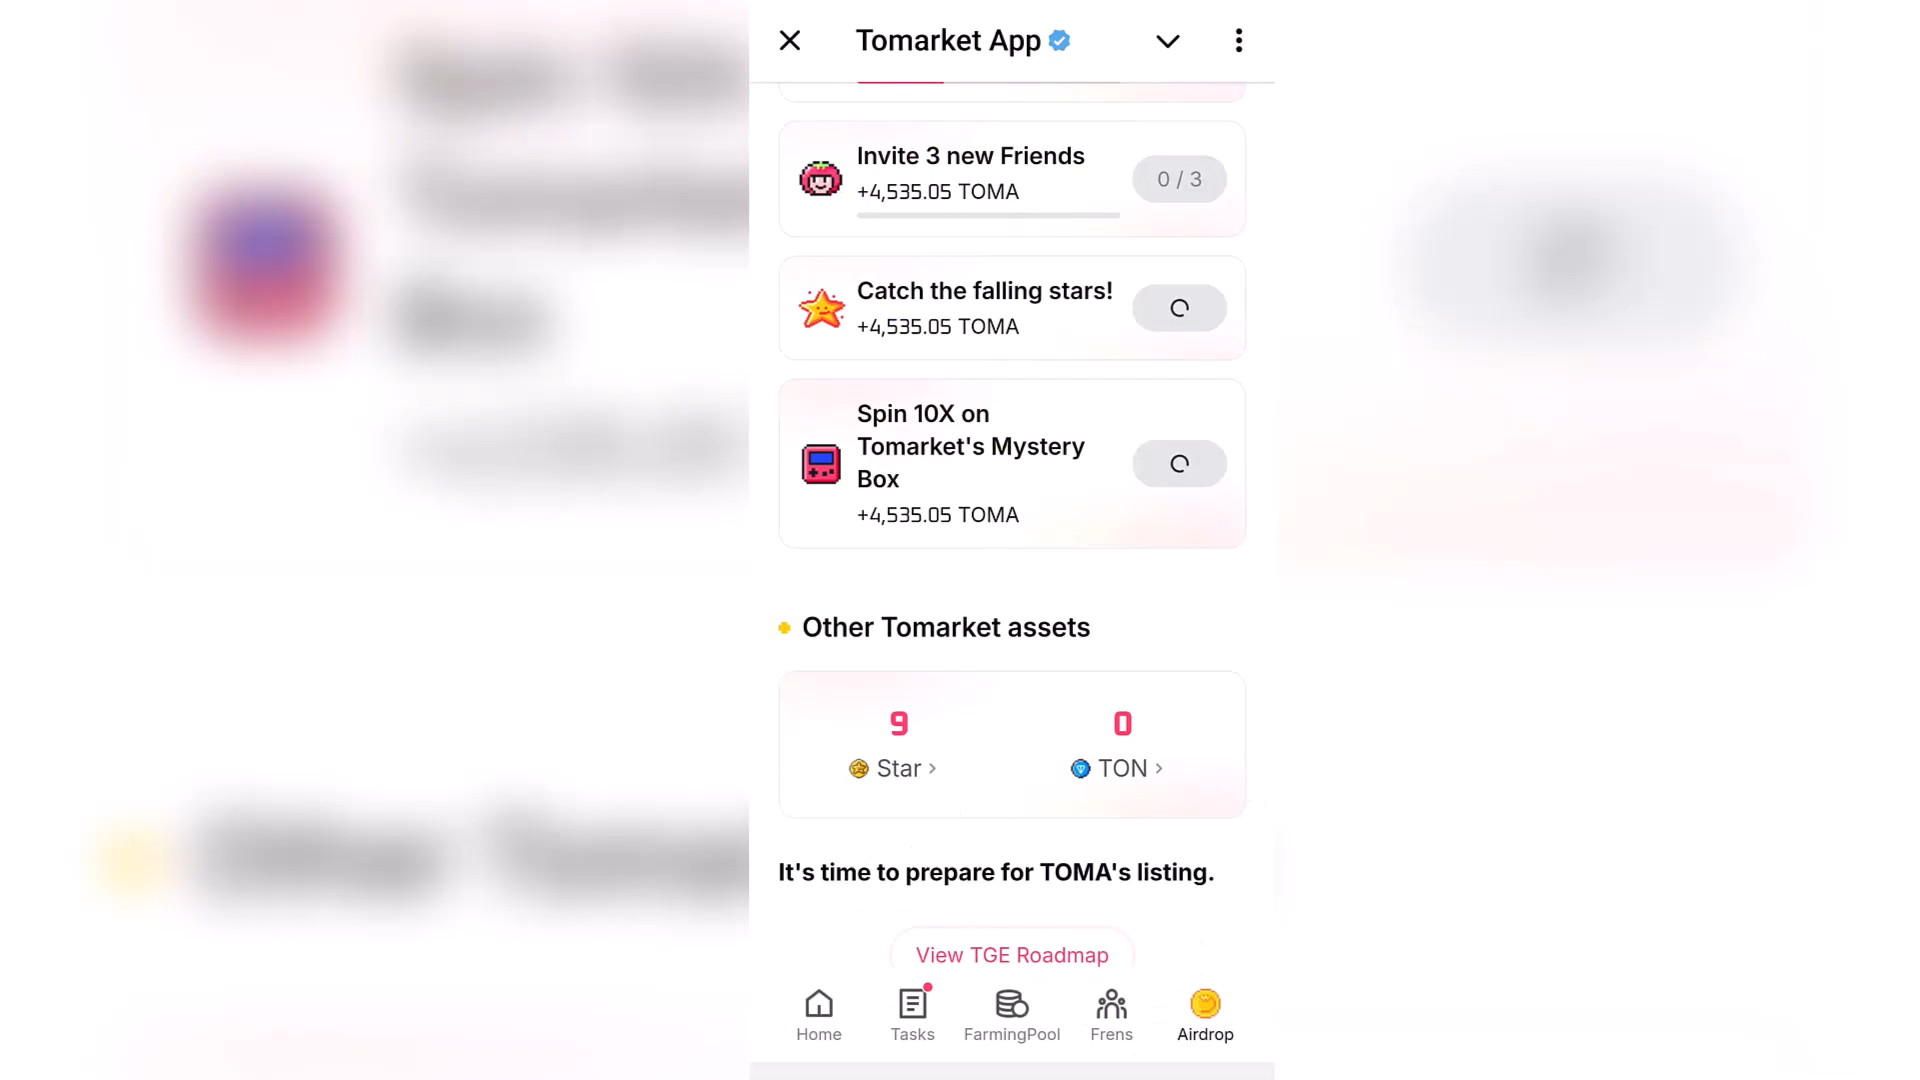 Tomarket App
Invite 3 new Friends
+4,535.05 TOMA
0 / 3
Catch the falling stars!
+4,535.05 TOMA
Spin 10X on
Tomarket's Mystery
Box
+4,535.05 TOMA
Other Tomarket assets
9
0
Star
TON
It's time to prepare for TOMA's listing.
View TGE Roadmap
Home
Tasks
FarmingPool
Frens
Airdrop